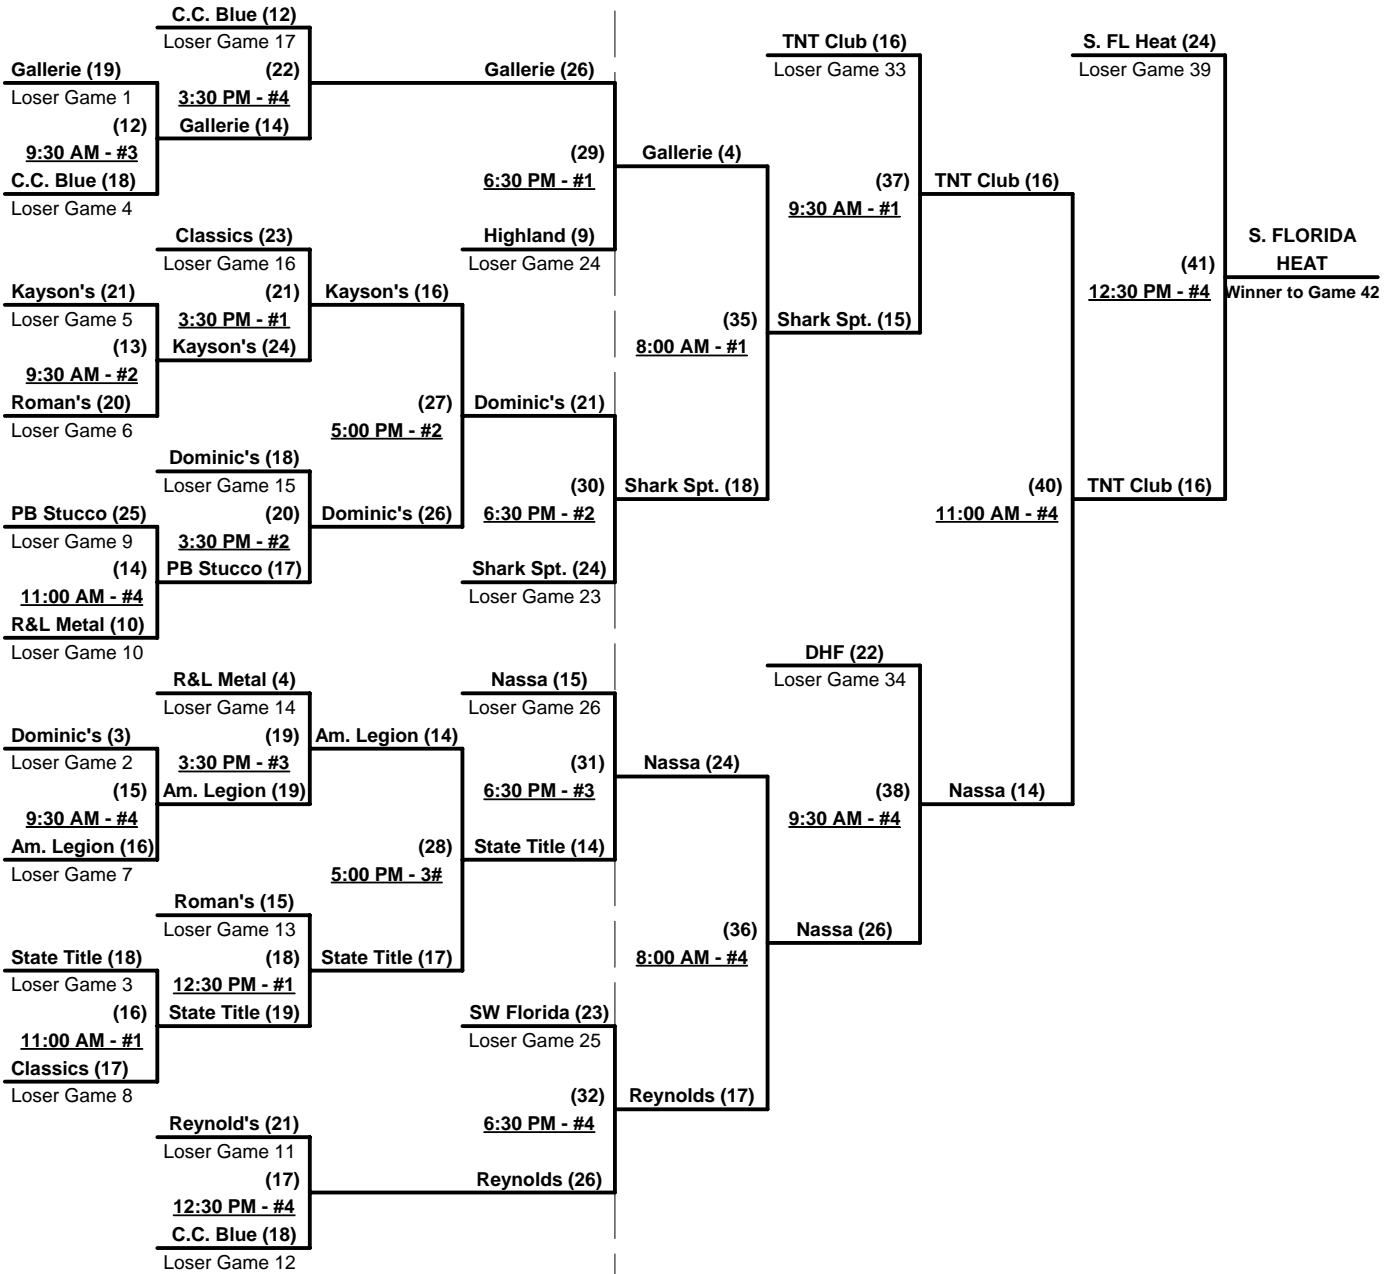 C.C. Blue (12)
Loser Game 17
TNT Club (16)
S. FL Heat (24)
Gallerie (19)
(22)
Gallerie (26)
Loser Game 33
Loser Game 39
Loser Game 1
3:30 PM - #4
(12)
Gallerie (14)
9:30 AM - #3
(29)
Gallerie (4)
C.C. Blue (18)
6:30 PM - #1
(37)
TNT Club (16)
Loser Game 4
9:30 AM - #1
Classics (23)
Highland (9)
S. FLORIDA
Loser Game 16
Loser Game 24
(41)
HEAT
Kayson's (21)
(21)
Kayson's (16)
12:30 PM - #4
Winner to Game 42
Loser Game 5
3:30 PM - #1
(35)
Shark Spt. (15)
(13)
Kayson's (24)
8:00 AM - #1
9:30 AM - #2
Roman's (20)
(27)
Dominic's (21)
Loser Game 6
5:00 PM - #2
Dominic's (18)
Loser Game 15
(30)
Shark Spt. (18)
(40)
TNT Club (16)
PB Stucco (25)
(20)
Dominic's (26)
6:30 PM - #2
11:00 AM - #4
Loser Game 9
3:30 PM - #2
(14)
PB Stucco (17)
Shark Spt. (24)
11:00 AM - #4
Loser Game 23
R&L Metal (10)
Loser Game 10
DHF (22)
R&L Metal (4)
Nassa (15)
Loser Game 34
Loser Game 14
Loser Game 26
Dominic's (3)
(19)
Am. Legion (14)
Loser Game 2
3:30 PM - #3
(31)
Nassa (24)
(15)
Am. Legion (19)
6:30 PM - #3
(38)
Nassa (14)
9:30 AM - #4
9:30 AM - #4
Am. Legion (16)
(28)
State Title (14)
Loser Game 7
5:00 PM - 3#
Roman's (15)
Loser Game 13
(36)
Nassa (26)
State Title (18)
(18)
State Title (17)
8:00 AM - #4
Loser Game 3
12:30 PM - #1
(16)
State Title (19)
SW Florida (23)
11:00 AM - #1
Loser Game 25
Classics (17)
Loser Game 8
(32)
Reynolds (17)
Reynold's (21)
6:30 PM - #4
Loser Game 11
(17)
Reynolds (26)
12:30 PM - #4
C.C. Blue (18)
Loser Game 12